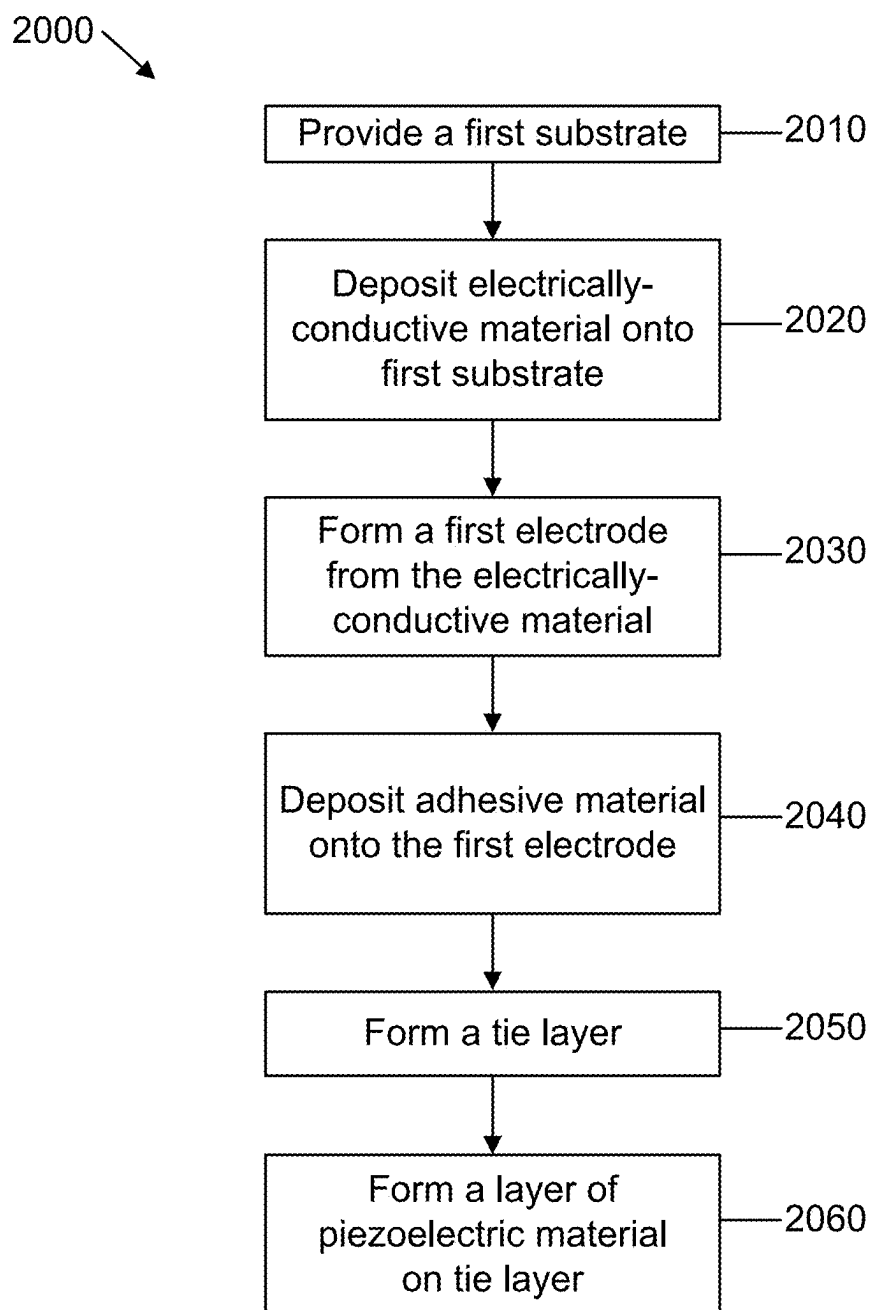 2000
Provide a first substrate
2010
Deposit electrically-
conductive material onto
first substrate
2020
Form a first electrode
from the electrically-
conductive material
2030
Deposit adhesive material
onto the first electrode
2040
Form a tie layer
2050
Form a layer of
piezoelectric material
on tie layer
2060